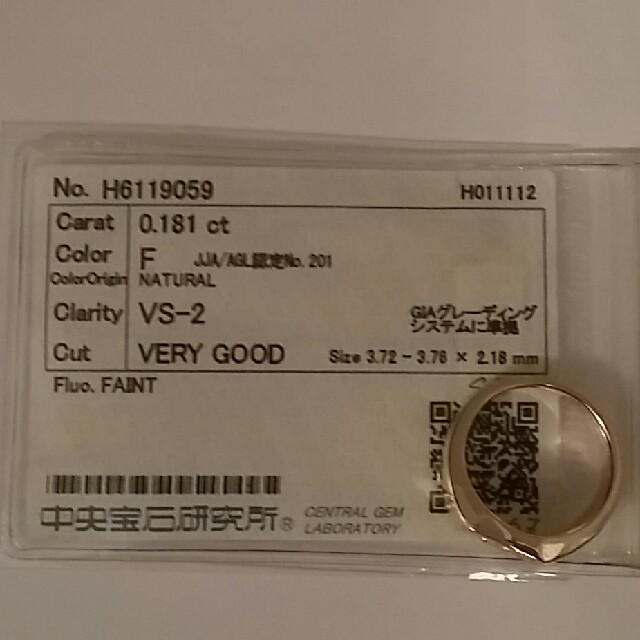 No. H6119059 H011112
Carat 0.181 ct
Color F JJA/AGL認定No. 201
ColorOrigin NATURAL
Clarity VS-2 GIAグレーディング
システムに準拠
Cut VERY GOOD Size 3.72 - 3.76 × 2.18 mm
Fluo. FAINT
中央宝石研究所® CENTRAL GEM
LABORATORY